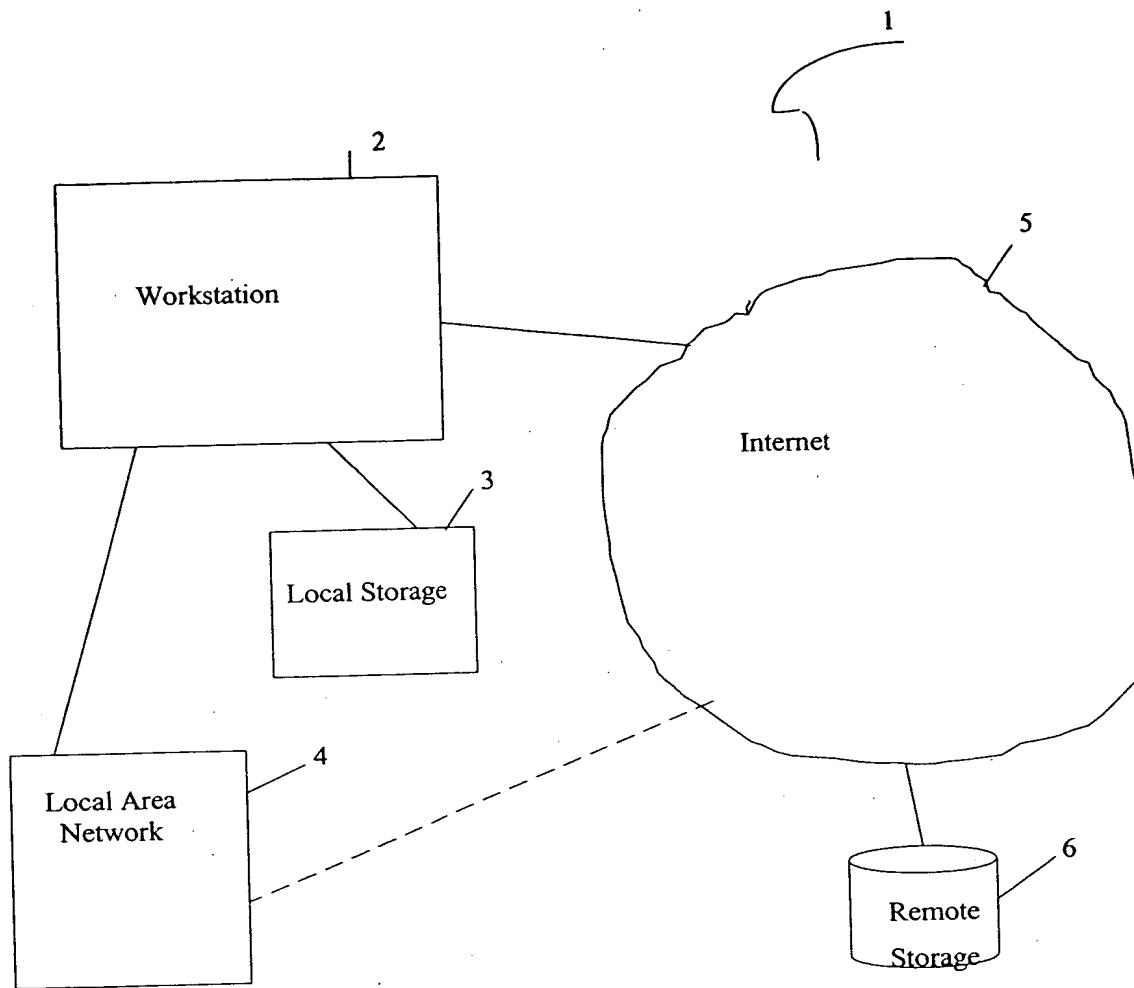 1
2
Workstation
5
Internet
3
Local Storage
4
Local Area
Network
6
Remote
Storage